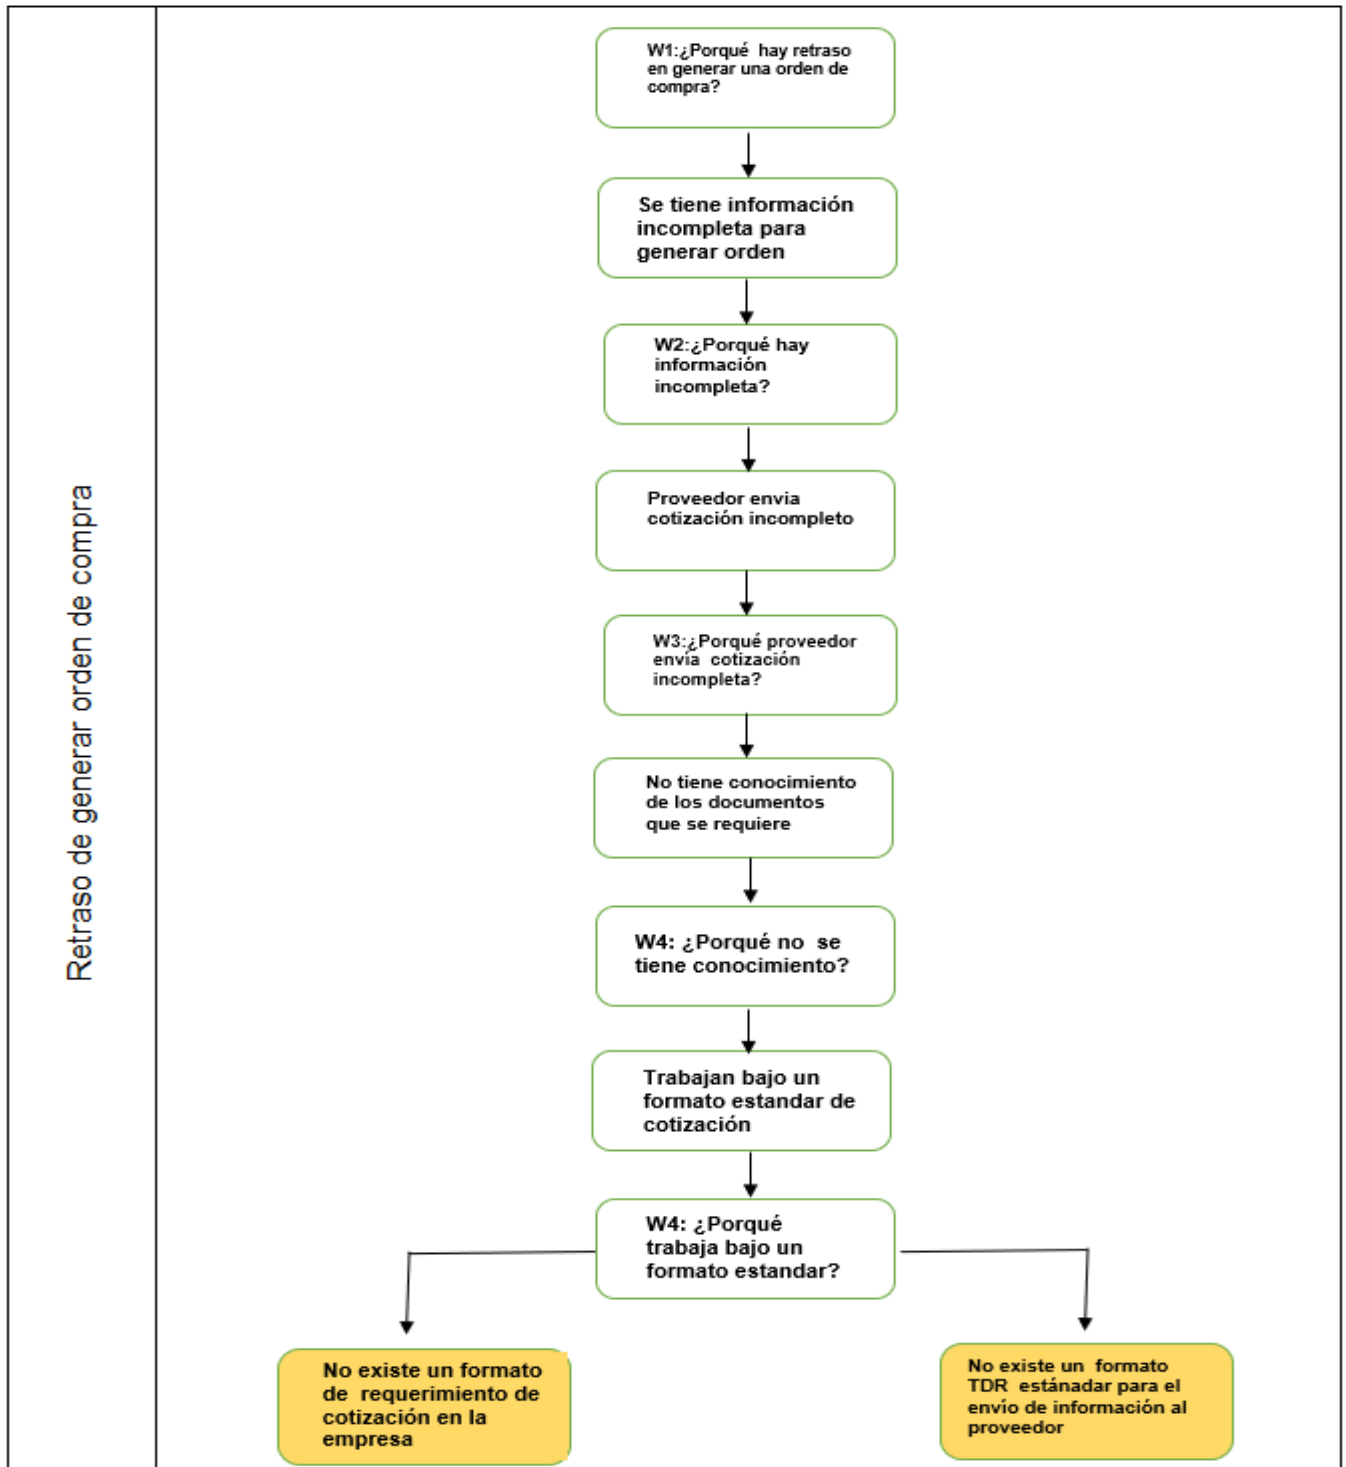 Retraso de generar orden de compra
W1:¿Porqué hay retraso
en generar una orden de
compra?
Se tiene información
incompleta para
generar orden
W2:¿Porqué hay
información
incompleta?
Proveedor envia
cotización incompleto
W3:¿Porqué proveedor
envía cotización
incompleta?
No tiene conocimiento
de los documentos
que se requiere
W4: ¿Porqué no se
tiene conocimiento?
Trabajan bajo un
formato estandar de
cotización
W4: ¿Porqué
trabaja bajo un
formato estandar?
No existe un formato
de requerimiento de
cotización en la
empresa
No existe un formato
TDR estánadar para el
envío de información al
proveedor